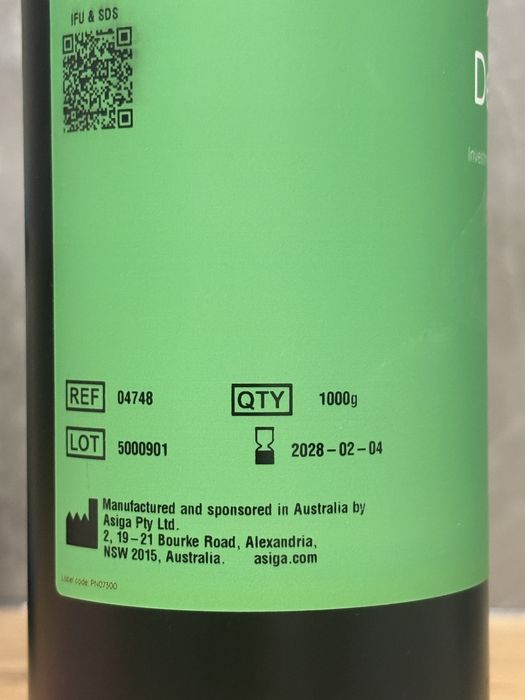 IFU & SDS
REF 04748 QTY 1000g
LOT 5000901 2028-02-04
Manufactured and sponsored in Australia by
Asiga Pty Ltd.
2, 19-21 Bourke Road, Alexandria,
NSW 2015, Australia. asiga.com
Label code: PN07300